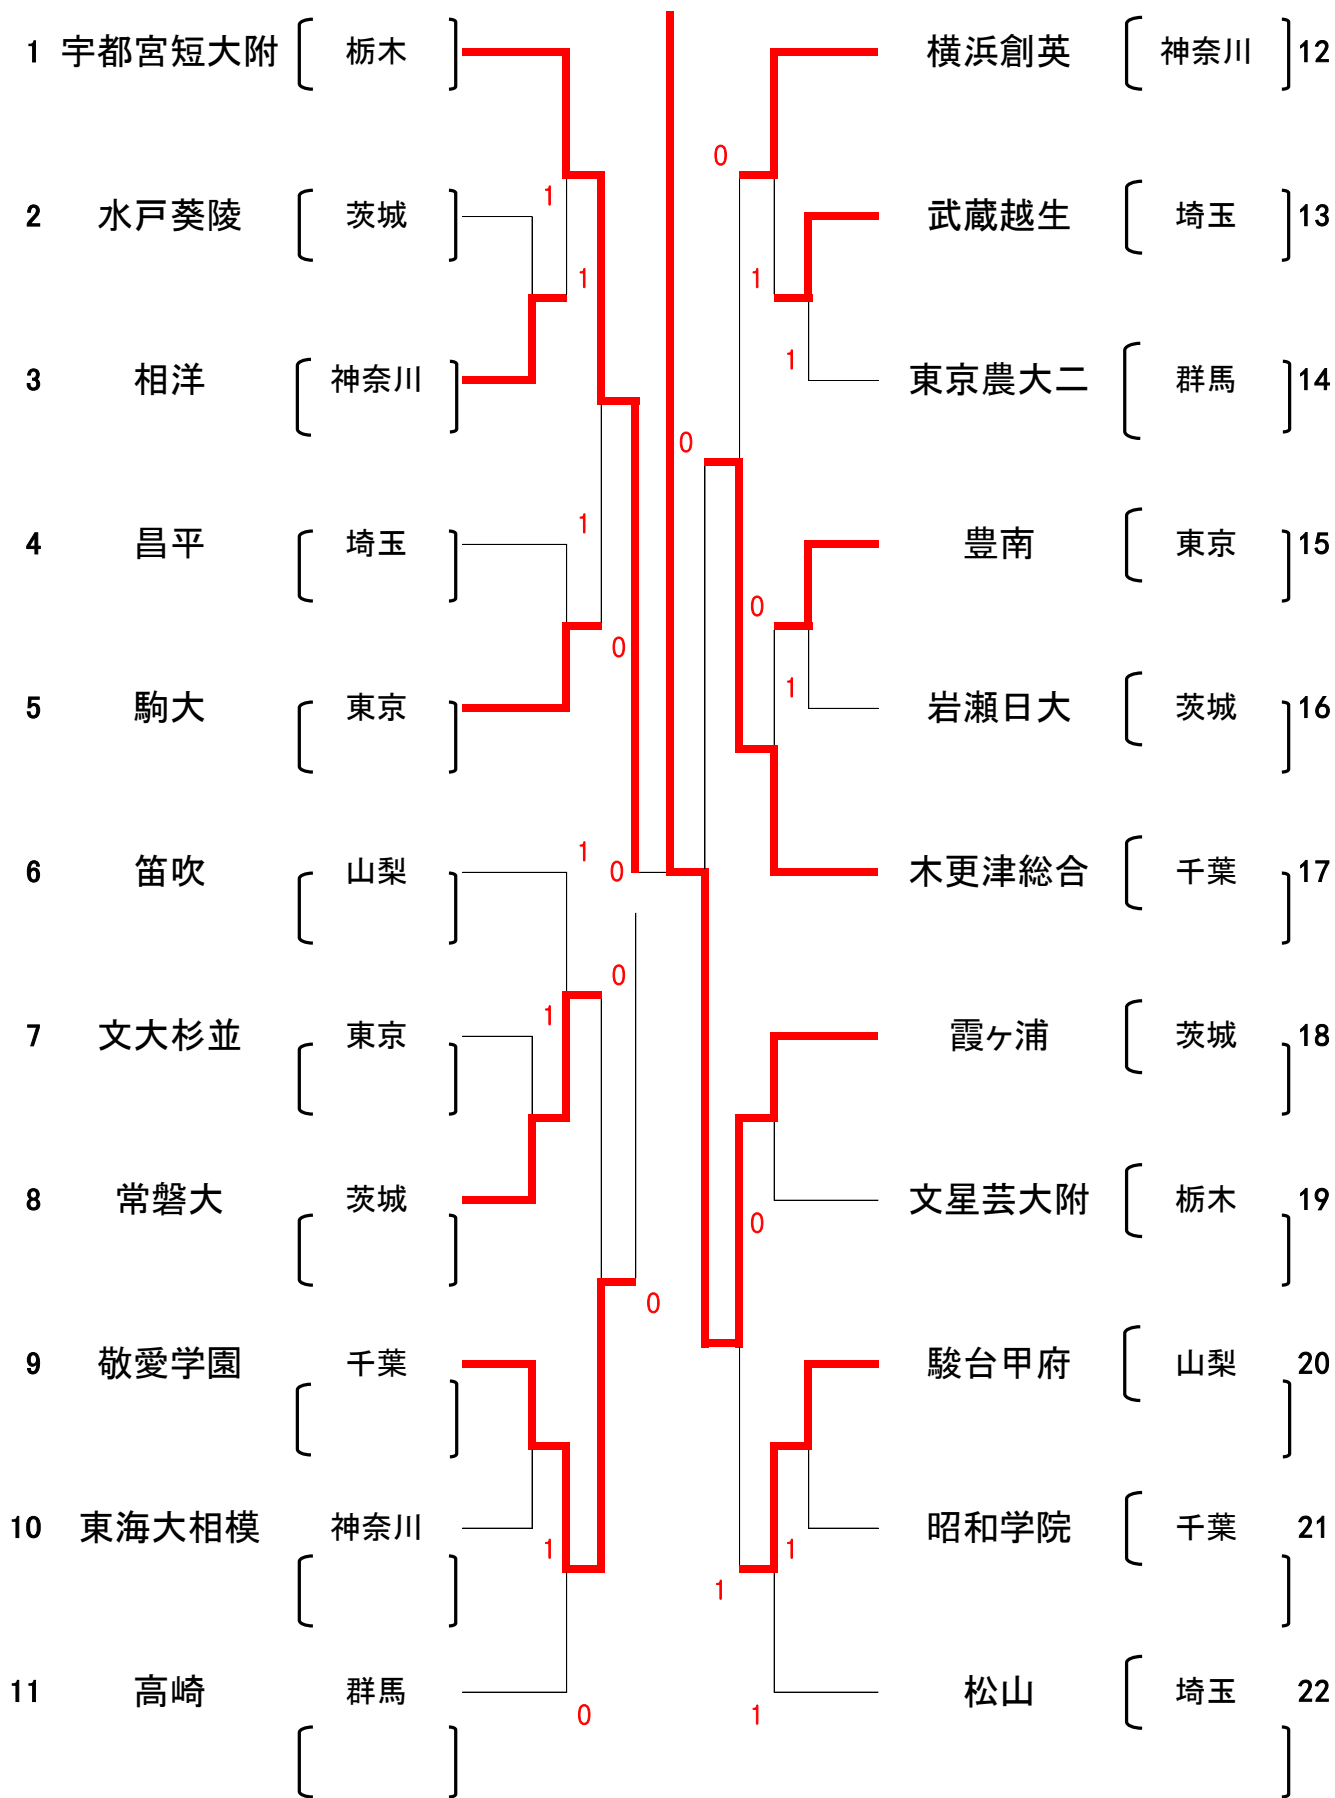 1 宇都宮短大附 栃木 横浜創英 神奈川 12
0
1
2 水戸葵陵 茨城 武蔵越生 埼玉 13
1 1
1
3 相洋 神奈川 東京農大二 群馬 14
0
1
4 昌平 埼玉 豊南 東京 15
0
0
1
5 駒大 東京 岩瀬日大 茨城 16
1
6 笛吹 山梨 0 木更津総合 千葉 17
0
1
7 文大杉並 東京 霞ヶ浦 茨城 18
8 常磐大 茨城 文星芸大附 栃木 19
0
0
9 敬愛学園 千葉 駿台甲府 山梨 20
10 東海大相模 神奈川 昭和学院 千葉 21
1 1
1
11 高崎 群馬 松山 埼玉 22
0 1